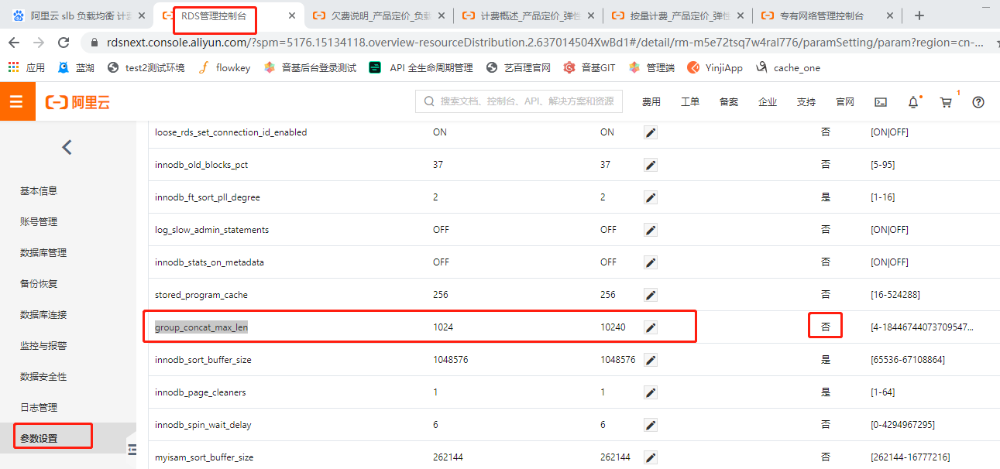 阿里云 slb 负载均衡 计 RDS管理控制台 欠费说明_产品定价_负载 计费概述_产品定价_弹性 按量计费_产品定价_弹性 专有网络管理控制台
rdsnext.console.aliyun.com/?spm=5176.15134118.overview-resourceDistribution.2.637014504XwBd1#/detail/rm-m5e72tsq7w4ral776/paramSetting/param?region=cn-...
应用 蓝湖 test2测试环境 flowkey 音基后台登录测试 API 全生命周期管理 艺百理官网 音基GIT 管理端 YinjiApp cache_one
阿里云 搜索文档、控制台、API、解决方案和资源 费用 工单 备案 企业 支持 官网 1
loose_rds_set_connection_id_enabled ON ON 否 [ON|OFF]
innodb_old_blocks_pct 37 37 否 [5-95]
基本信息
innodb_ft_sort_pll_degree 2 2 是 [1-16]
账号管理
log_slow_admin_statements OFF OFF 否 [ON|OFF]
数据库管理
innodb_stats_on_metadata OFF OFF 否 [ON|OFF]
备份恢复
stored_program_cache 256 256 否 [16-524288]
数据库连接
group_concat_max_len 1024 10240 否 [4-18446744073709547...
监控与报警
innodb_sort_buffer_size 1048576 1048576 是 [65536-67108864]
数据安全性
innodb_page_cleaners 1 1 是 [1-64]
日志管理
innodb_spin_wait_delay 6 6 否 [0-4294967295]
参数设置
myisam_sort_buffer_size 262144 262144 否 [262144-16777216]